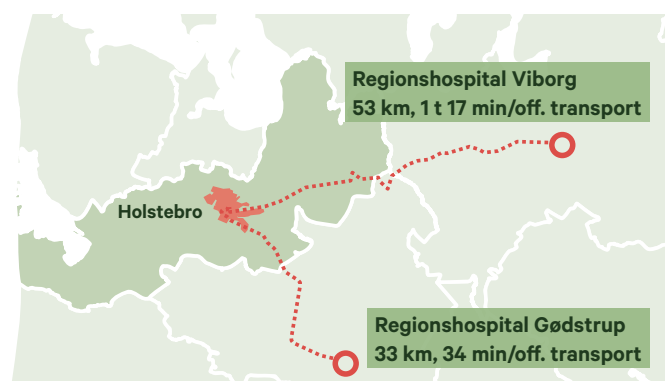 Regionshospital Viborg
53 km, 1 t 17 min/off. transport
Holstebro
Regionshospital Gødstrup
33 km, 34 min/off. transport